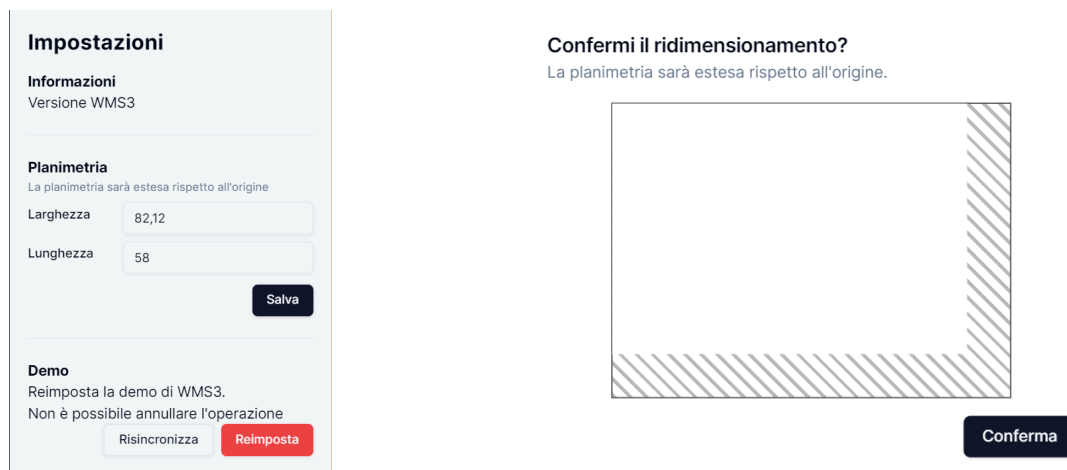 Impostazioni
Informazioni
Versione WMS3
Planimetria
La planimetria sarà estesa rispetto all'origine
Larghezza
82,12
Lunghezza
58
Salva
Demo
Reimposta la demo di WMS3.
Non è possibile annullare l'operazione
Risincronizza
Reimposta
Confermi il ridimensionamento?
La planimetria sarà estesa rispetto all'origine.
Conferma